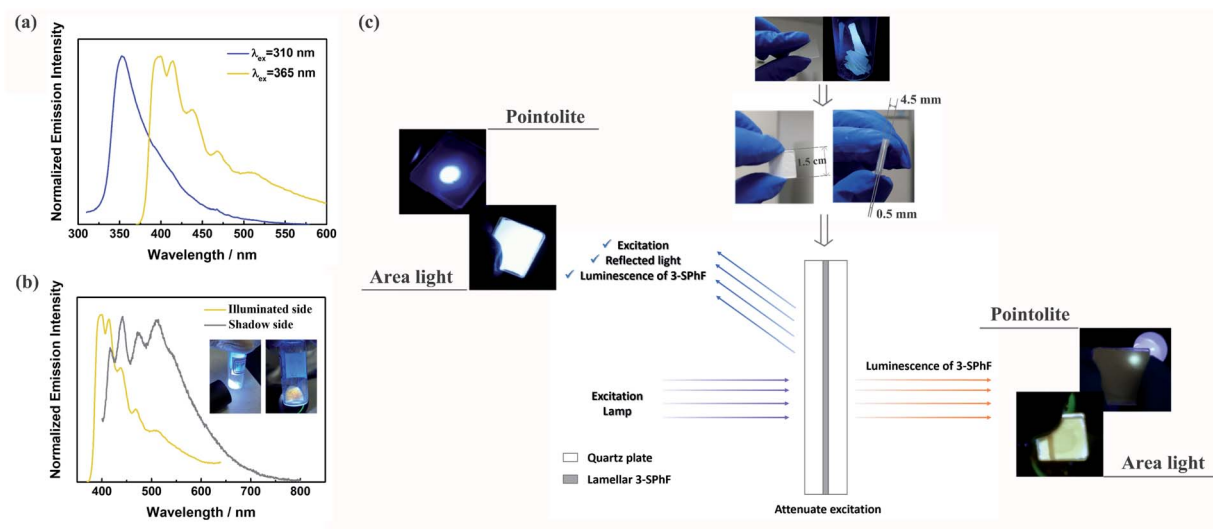 (a)
Normalized Emission Intensity
λex=310 nm
λex=365 nm
300 350 400 450 500 550 600
Wavelength / nm
(b)
Normalized Emission Intensity
Illuminated side
Shadow side
400 500 600 700 800
Wavelength / nm
(c)
4.5 mm
1.5 cm
0.5 mm
Pointolite
Area light
✓ Excitation
✓ Reflected light
✓ Luminescence of 3-SPhF
Excitation
Lamp
Luminescence of 3-SPhF
Pointolite
Area light
Quartz plate
Lamellar 3-SPhF
Attenuate excitation